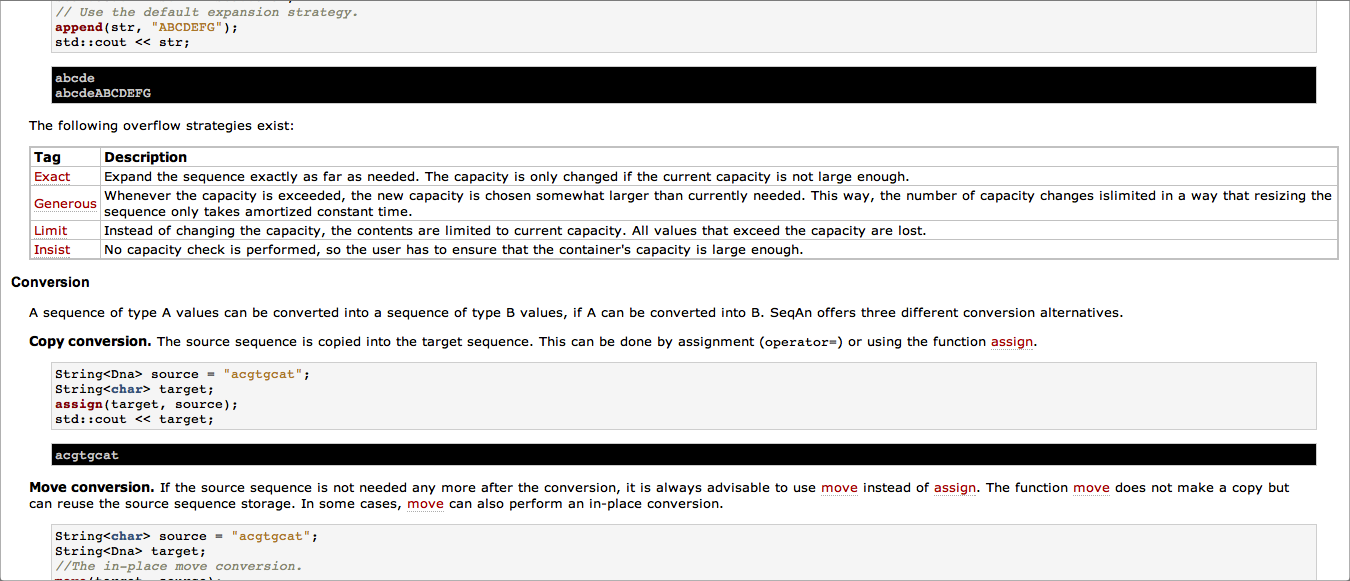 // Use the default expansion strategy.
append(str, "ABCDEFG");
std::cout << str;
abcde
abcdeABCDEFG
The following overflow strategies exist:
Tag Description
Exact Expand the sequence exactly as far as needed. The capacity is only changed if the current capacity is not large enough.
Generous Whenever the capacity is exceeded, the new capacity is chosen somewhat larger than currently needed. This way, the number of capacity changes islimited in a way that resizing the
sequence only takes amortized constant time.
Limit Instead of changing the capacity, the contents are limited to current capacity. All values that exceed the capacity are lost.
Insist No capacity check is performed, so the user has to ensure that the container's capacity is large enough.
Conversion
A sequence of type A values can be converted into a sequence of type B values, if A can be converted into B. SeqAn offers three different conversion alternatives.
Copy conversion. The source sequence is copied into the target sequence. This can be done by assignment (operator=) or using the function assign.
String<Dna> source = "acgtgcat";
String<char> target;
assign(target, source);
std::cout << target;
acgtgcat
Move conversion. If the source sequence is not needed any more after the conversion, it is always advisable to use move instead of assign. The function move does not make a copy but
can reuse the source sequence storage. In some cases, move can also perform an in-place conversion.
String<char> source = "acgtgcat";
String<Dna> target;
//The in-place move conversion.